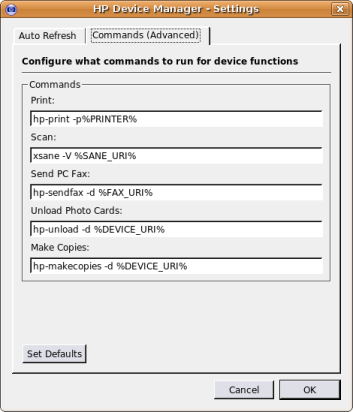 HP Device Manager - Settings
Auto Refresh
Commands (Advanced)
Configure what commands to run for device functions
Commands
Print:
hp-print -p%PRINTER%
Scan:
xsane -V %SANE_URI%
Send PC Fax:
hp-sendfax -d %FAX_URI%
Unload Photo Cards:
hp-unload -d %DEVICE_URI%
Make Copies:
hp-makecopies -d %DEVICE_URI%
Set Defaults
Cancel
OK